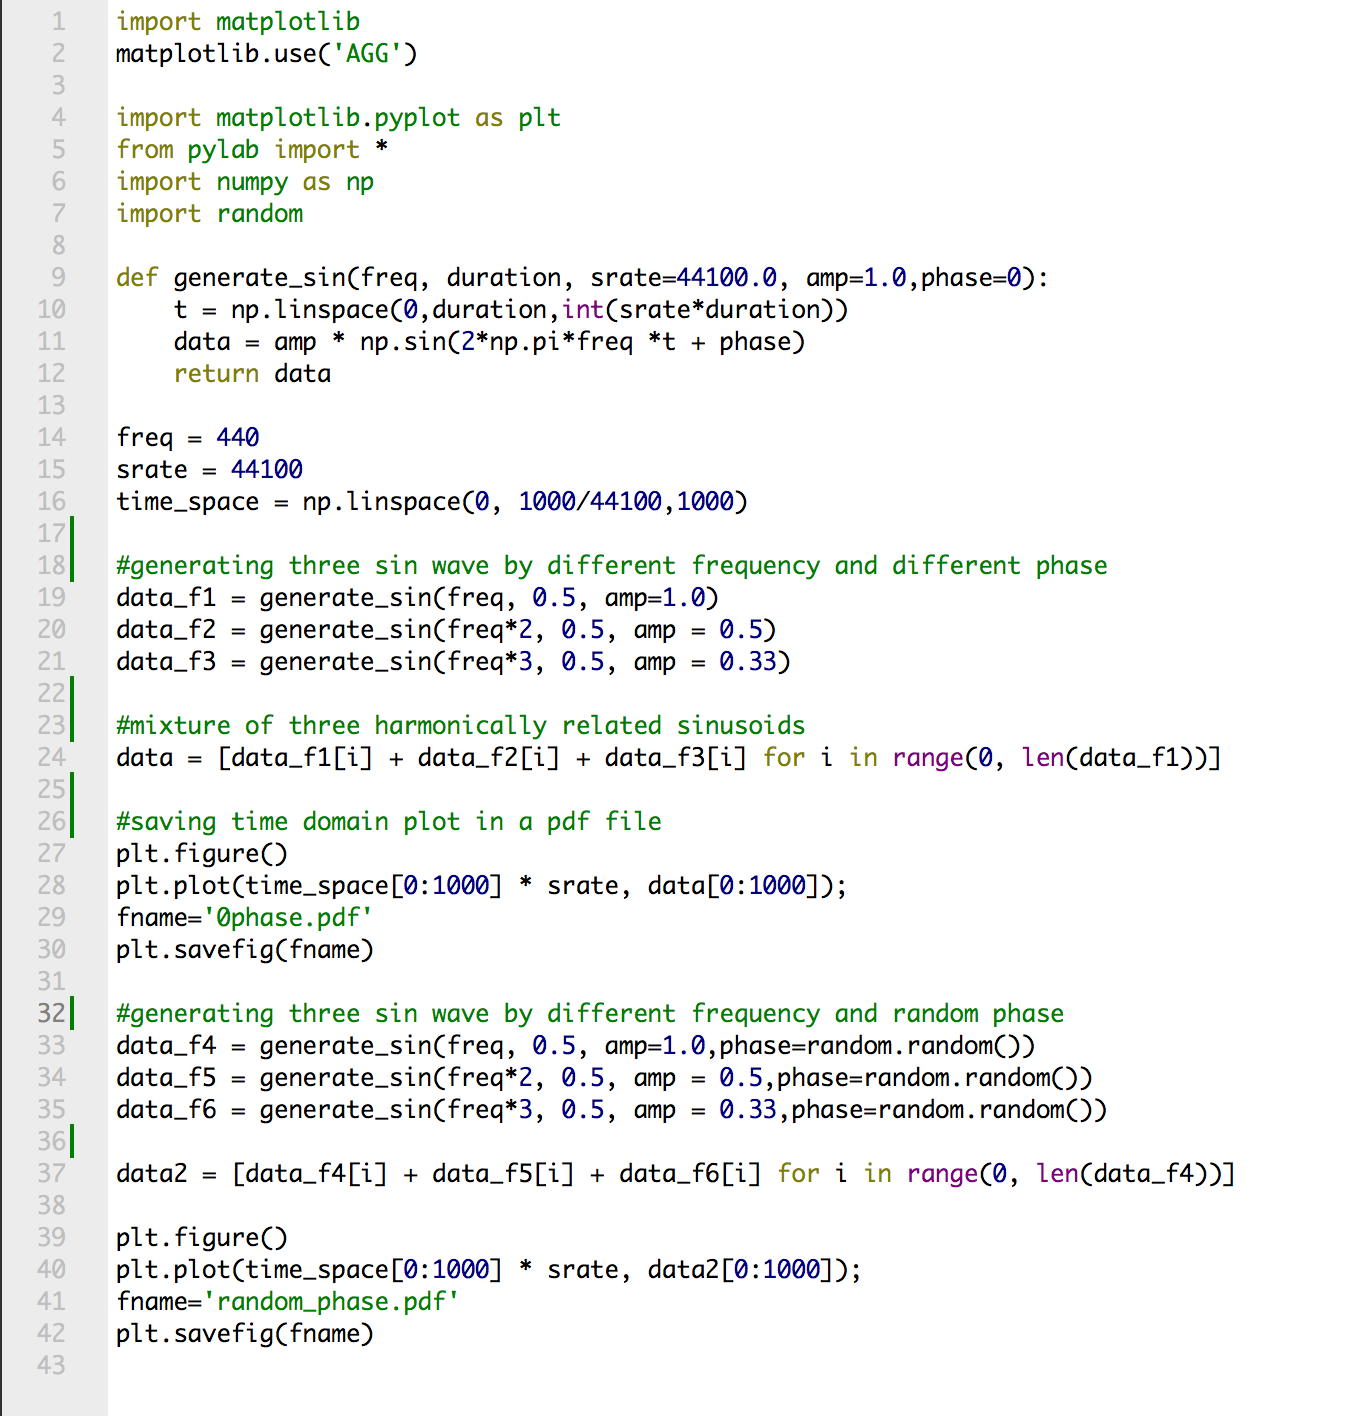 1 import matplotlib
2 matplotlib.use('AGG')
3
4 import matplotlib.pyplot as plt
5 from pylab import *
6 import numpy as np
7 import random
8
9 def generate_sin(freq, duration, srate=44100.0, amp=1.0,phase=0):
10     t = np.linspace(0,duration,int(srate*duration))
11     data = amp * np.sin(2*np.pi*freq *t + phase)
12     return data
13
14 freq = 440
15 srate = 44100
16 time_space = np.linspace(0, 1000/44100,1000)
17
18 #generating three sin wave by different frequency and different phase
19 data_f1 = generate_sin(freq, 0.5, amp=1.0)
20 data_f2 = generate_sin(freq*2, 0.5, amp = 0.5)
21 data_f3 = generate_sin(freq*3, 0.5, amp = 0.33)
22
23 #mixture of three harmonically related sinusoids
24 data = [data_f1[i] + data_f2[i] + data_f3[i] for i in range(0, len(data_f1))]
25
26 #saving time domain plot in a pdf file
27 plt.figure()
28 plt.plot(time_space[0:1000] * srate, data[0:1000]);
29 fname='0phase.pdf'
30 plt.savefig(fname)
31
32 #generating three sin wave by different frequency and random phase
33 data_f4 = generate_sin(freq, 0.5, amp=1.0,phase=random.random())
34 data_f5 = generate_sin(freq*2, 0.5, amp = 0.5,phase=random.random())
35 data_f6 = generate_sin(freq*3, 0.5, amp = 0.33,phase=random.random())
36
37 data2 = [data_f4[i] + data_f5[i] + data_f6[i] for i in range(0, len(data_f4))]
38
39 plt.figure()
40 plt.plot(time_space[0:1000] * srate, data2[0:1000]);
41 fname='random_phase.pdf'
42 plt.savefig(fname)
43